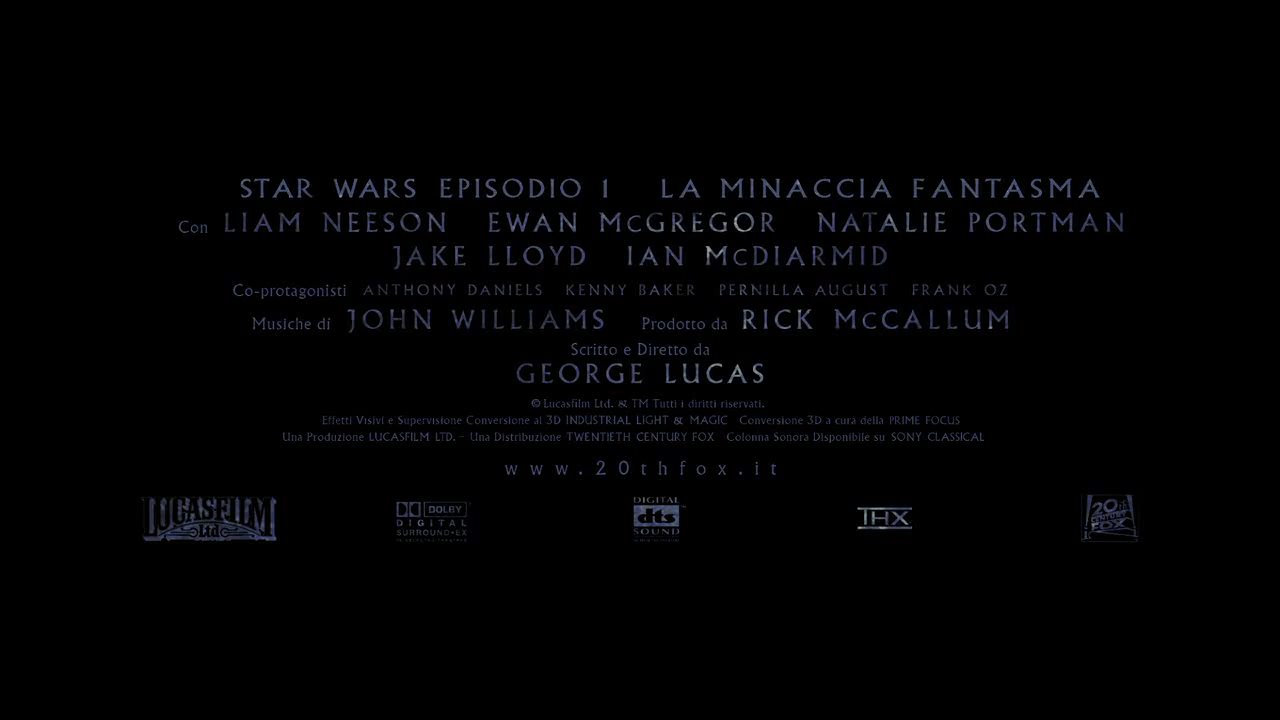 STAR WARS EPISODIO 1 LA MINACCIA FANTASMA
Con LIAM NEESON EWAN McGREGOR NATALIE PORTMAN
JAKE LLOYD IAN McDIARMID
Co-protagonisti ANTHONY DANIELS KENNY BAKER PERNILLA AUGUST FRANK OZ
Musiche di JOHN WILLIAMS Prodotto da RICK McCALLUM
Scritto e Diretto da
GEORGE LUCAS
© Lucasfilm Ltd. & TM Tutti i diritti riservati.
Effetti Visivi e Supervisione Conversione al 3D INDUSTRIAL LIGHT & MAGIC Conversione 3D a cura della PRIME FOCUS
Una Produzione LUCASFILM LTD. – Una Distribuzione TWENTIETH CENTURY FOX Colonna Sonora Disponibile su SONY CLASSICAL
www.20thfox.it
LUCASFILM Ltd
DOLBY
DIGITAL
SURROUND•EX
DIGITAL
dts
SOUND
THX
20th
CENTURY
FOX